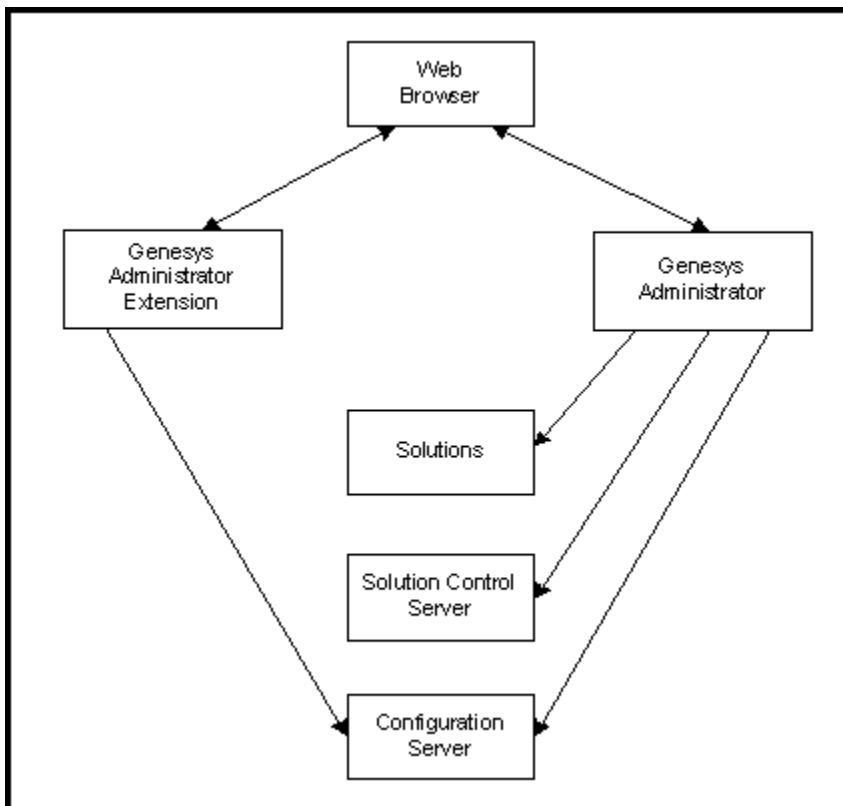 Web
Browser
Genesys
Administrator
Extension
Genesys
Administrator
Solutions
Solution Control
Server
Configuration
Server